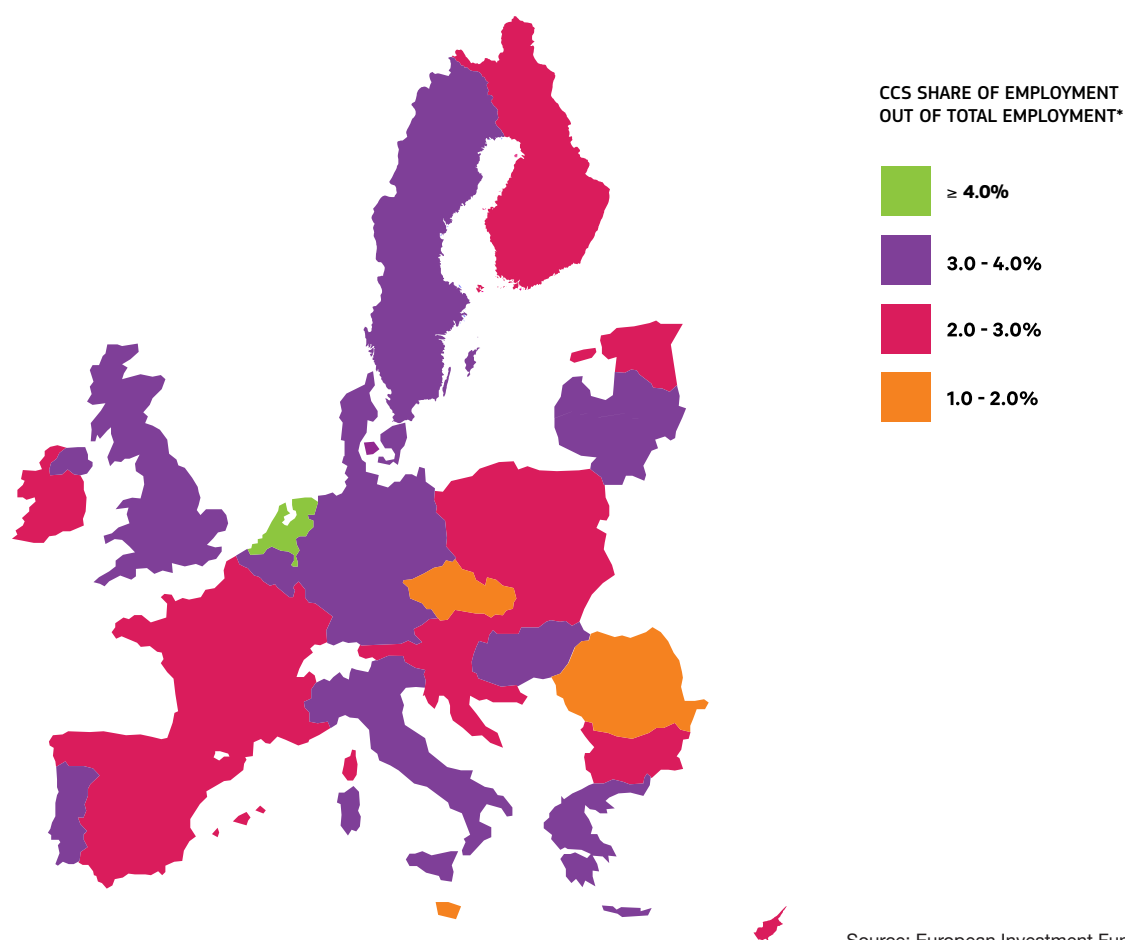 CCS SHARE OF EMPLOYMENT
OUT OF TOTAL EMPLOYMENT*
≥ 4.0%
3.0 - 4.0%
2.0 - 3.0%
1.0 - 2.0%
Source: European Investment